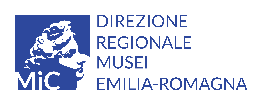 DIREZIONE
REGIONALE
MUSEI
EMILIA-ROMAGNA
MiC